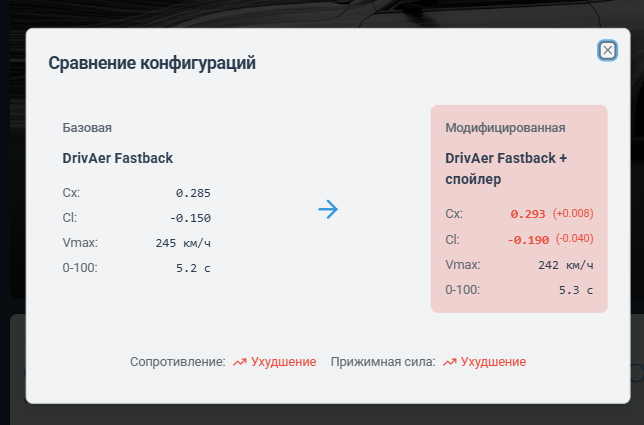 Сравнение конфигураций
Базовая
DrivAer Fastback
Cx: 0.285
Cl: -0.150
Vmax: 245 км/ч
0-100: 5.2 с
Модифицированная
DrivAer Fastback +
спойлер
Cx: 0.293 (+0.008)
Cl: -0.190 (-0.040)
Vmax: 242 км/ч
0-100: 5.3 с
Сопротивление: Ухудшение Прижимная сила: Ухудшение